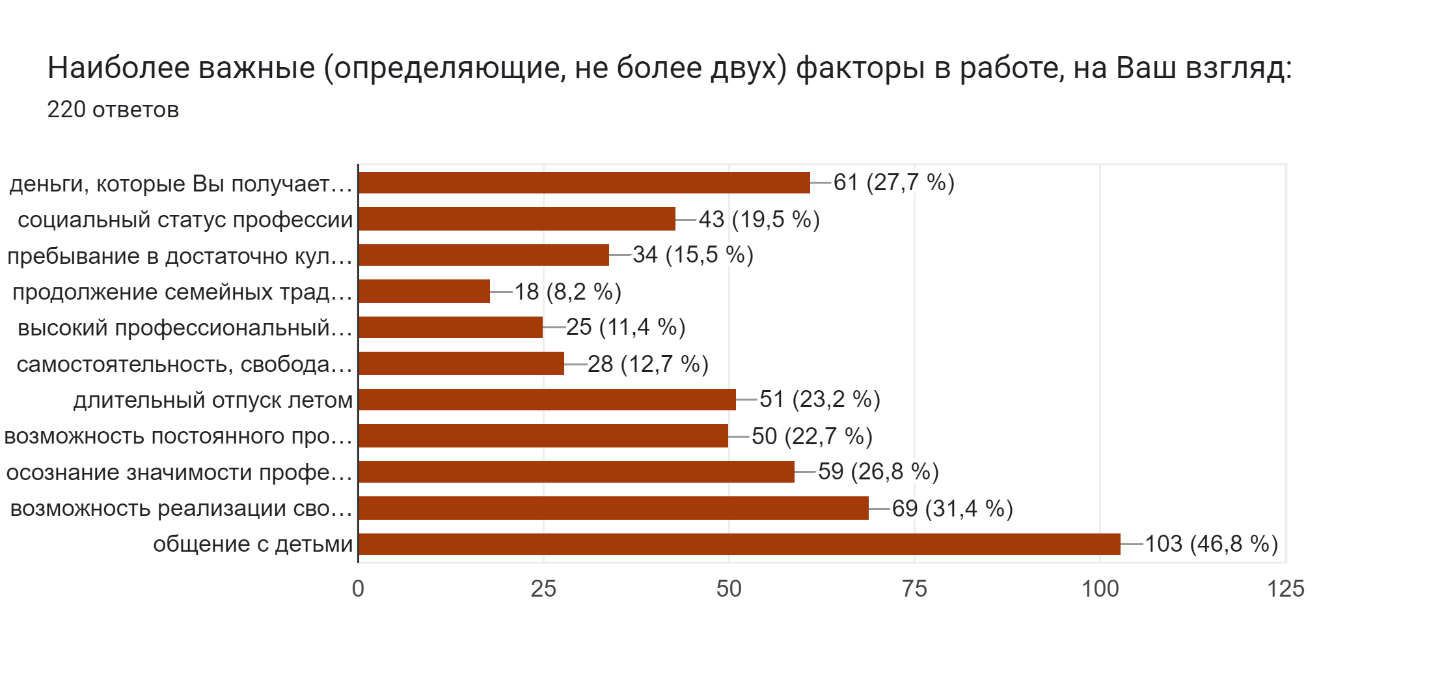 Наиболее важные (определяющие, не более двух) факторы в работе, на Ваш взгляд:
220 ответов
деньги, которые Вы получает… 61 (27,7 %)
социальный статус профессии 43 (19,5 %)
пребывание в достаточно кул… 34 (15,5 %)
продолжение семейных трад… 18 (8,2 %)
высокий профессиональный… 25 (11,4 %)
самостоятельность, свобода… 28 (12,7 %)
длительный отпуск летом 51 (23,2 %)
возможность постоянного про… 50 (22,7 %)
осознание значимости профе… 59 (26,8 %)
возможность реализации сво… 69 (31,4 %)
общение с детьми 103 (46,8 %)
0 25 50 75 100 125